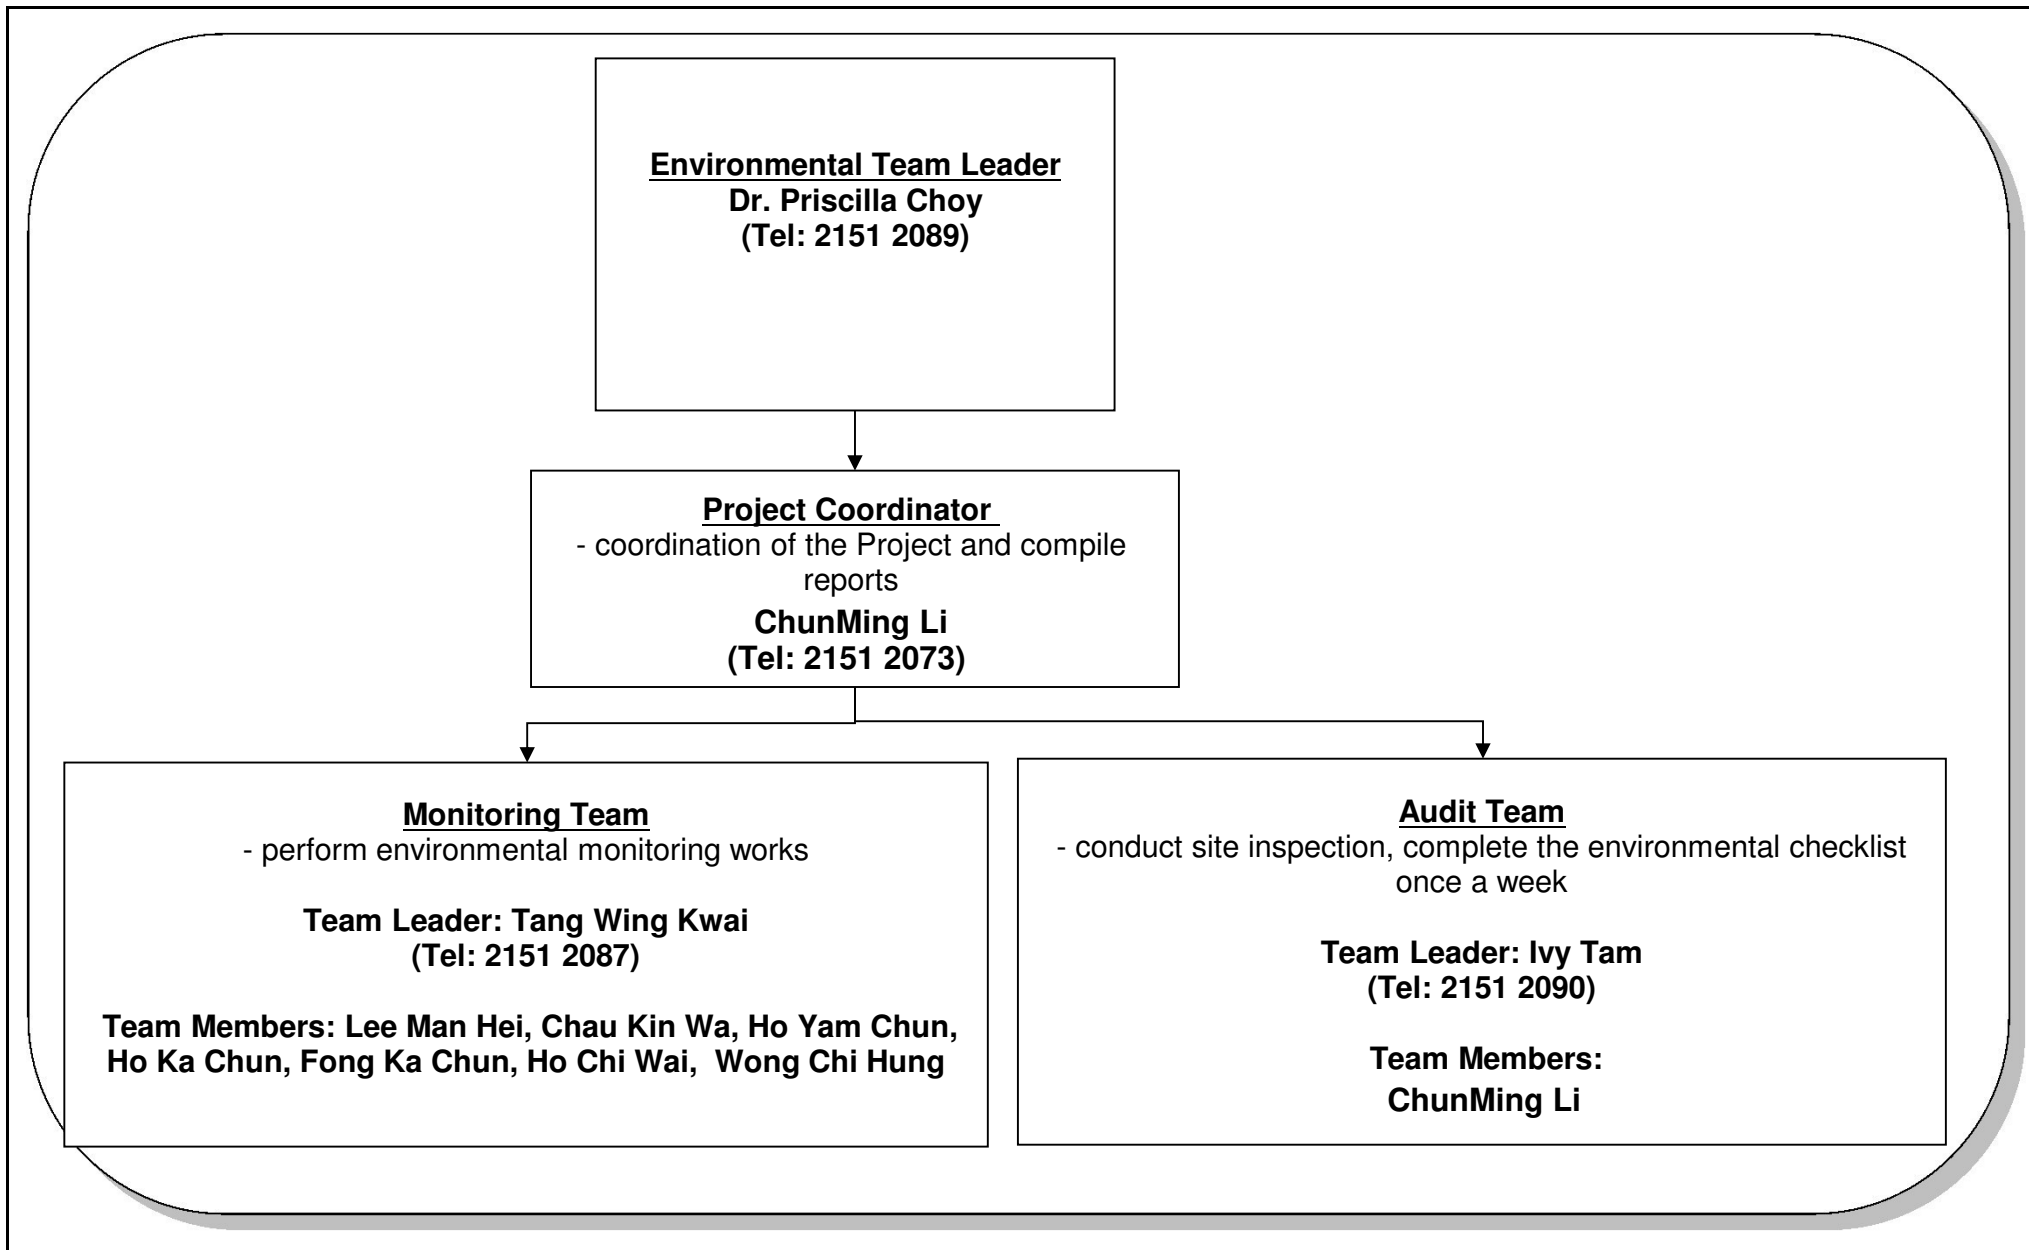 Environmental Team Leader
Dr. Priscilla Choy
(Tel: 2151 2089)
Project Coordinator
- coordination of the Project and compile
reports
ChunMing Li
(Tel: 2151 2073)
Monitoring Team
- perform environmental monitoring works
Team Leader: Tang Wing Kwai
(Tel: 2151 2087)
Team Members: Lee Man Hei, Chau Kin Wa, Ho Yam Chun,
Ho Ka Chun, Fong Ka Chun, Ho Chi Wai, Wong Chi Hung
Audit Team
- conduct site inspection, complete the environmental checklist
once a week
Team Leader: Ivy Tam
(Tel: 2151 2090)
Team Members:
ChunMing Li